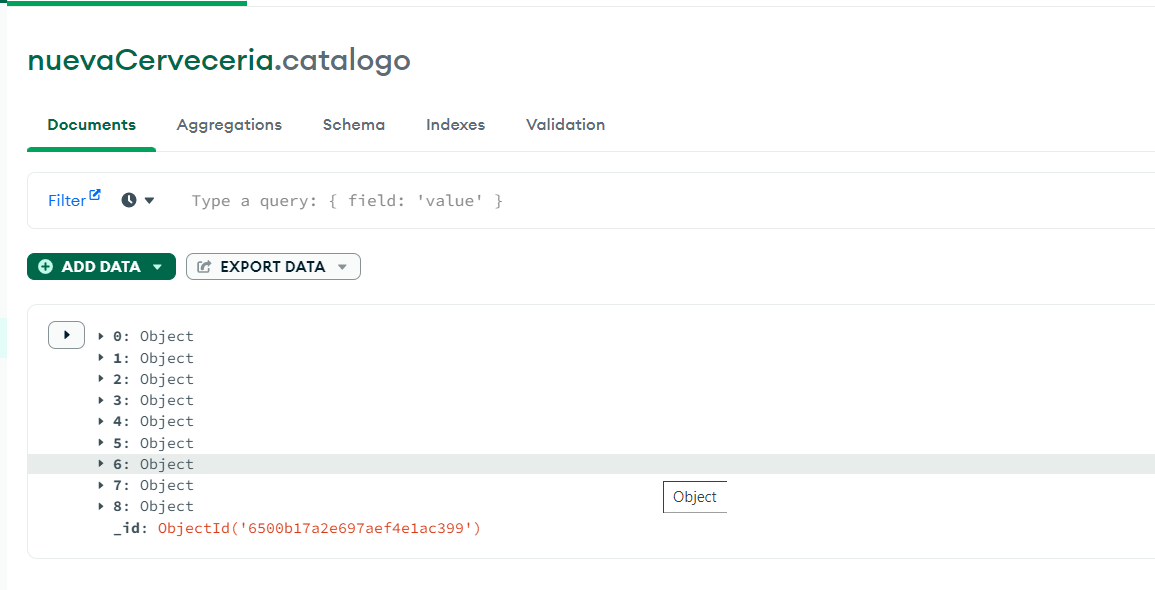 nuevaCerveceria.catalogo
Documents Aggregations Schema Indexes Validation
Filter Type a query: { field: 'value' }
ADD DATA EXPORT DATA
0: Object
1: Object
2: Object
3: Object
4: Object
5: Object
6: Object
7: Object
8: Object
Object
_id: ObjectId('6500b17a2e697aef4e1ac399')